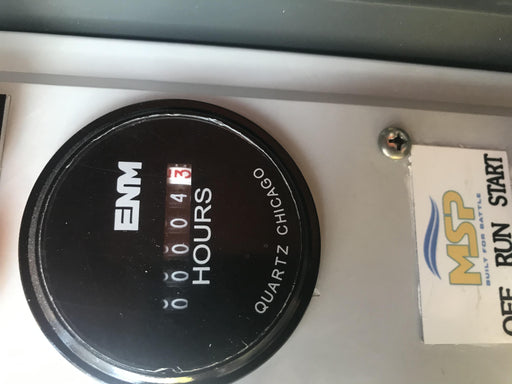 ENM
000043
HOURS
QUARTZ CHICAGO
MSP
BUILT FOR BATTLE
OFF RUN START